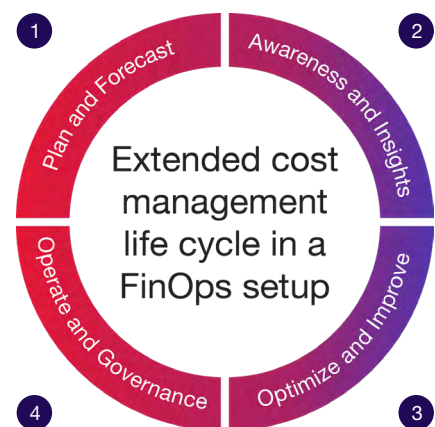 1
Plan and Forecast
2
Awareness and Insights
Extended cost
management
life cycle in a
FinOps setup
3
Optimize and Improve
4
Operate and Governance